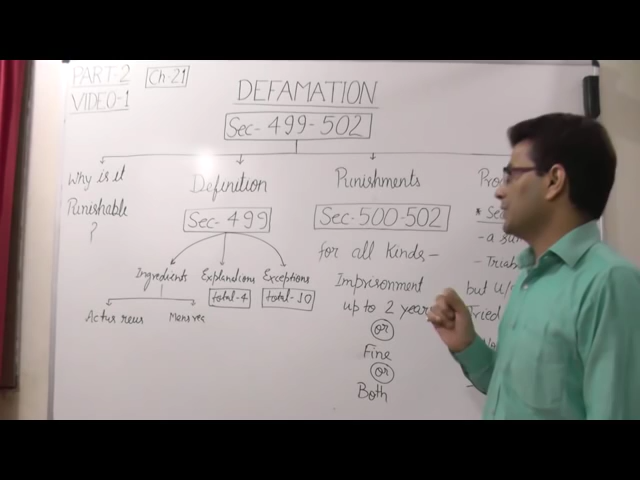 PART-2 Ch-21
VIDEO-1
DEFAMATION
Sec-499-502
Why is it
Punishable
?
Definition
Sec-499
Ingredients Explanations Exceptions
total-4 total-10
Actus reus Mens rea
Punishments
Sec-500-502
for all kinds-
Imprisonment
up to 2 years
or
Fine
or
Both
but u/
Tried